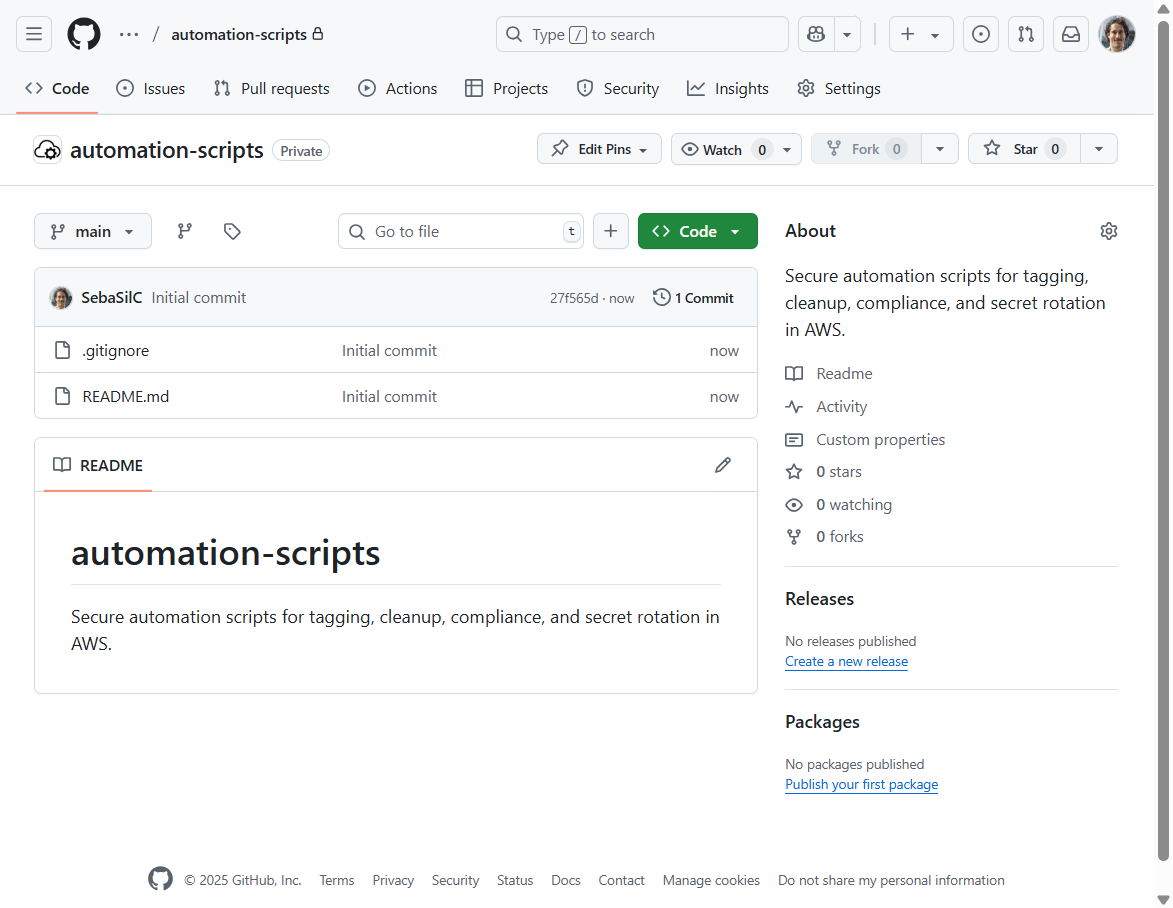 ··· / automation-scripts Type / to search
Code Issues Pull requests Actions Projects Security Insights Settings
automation-scripts Private Edit Pins Watch 0 Fork 0 Star 0
main Go to file t + Code
About
Secure automation scripts for tagging,
cleanup, compliance, and secret rotation
in AWS.
SebaSilC Initial commit 27f565d · now 1 Commit
.gitignore Initial commit now
README.md Initial commit now
Readme
Activity
Custom properties
0 stars
0 watching
0 forks
README
automation-scripts
Secure automation scripts for tagging, cleanup, compliance, and secret rotation in
AWS.
Releases
No releases published
Create a new release
Packages
No packages published
Publish your first package
© 2025 GitHub, Inc. Terms Privacy Security Status Docs Contact Manage cookies Do not share my personal information